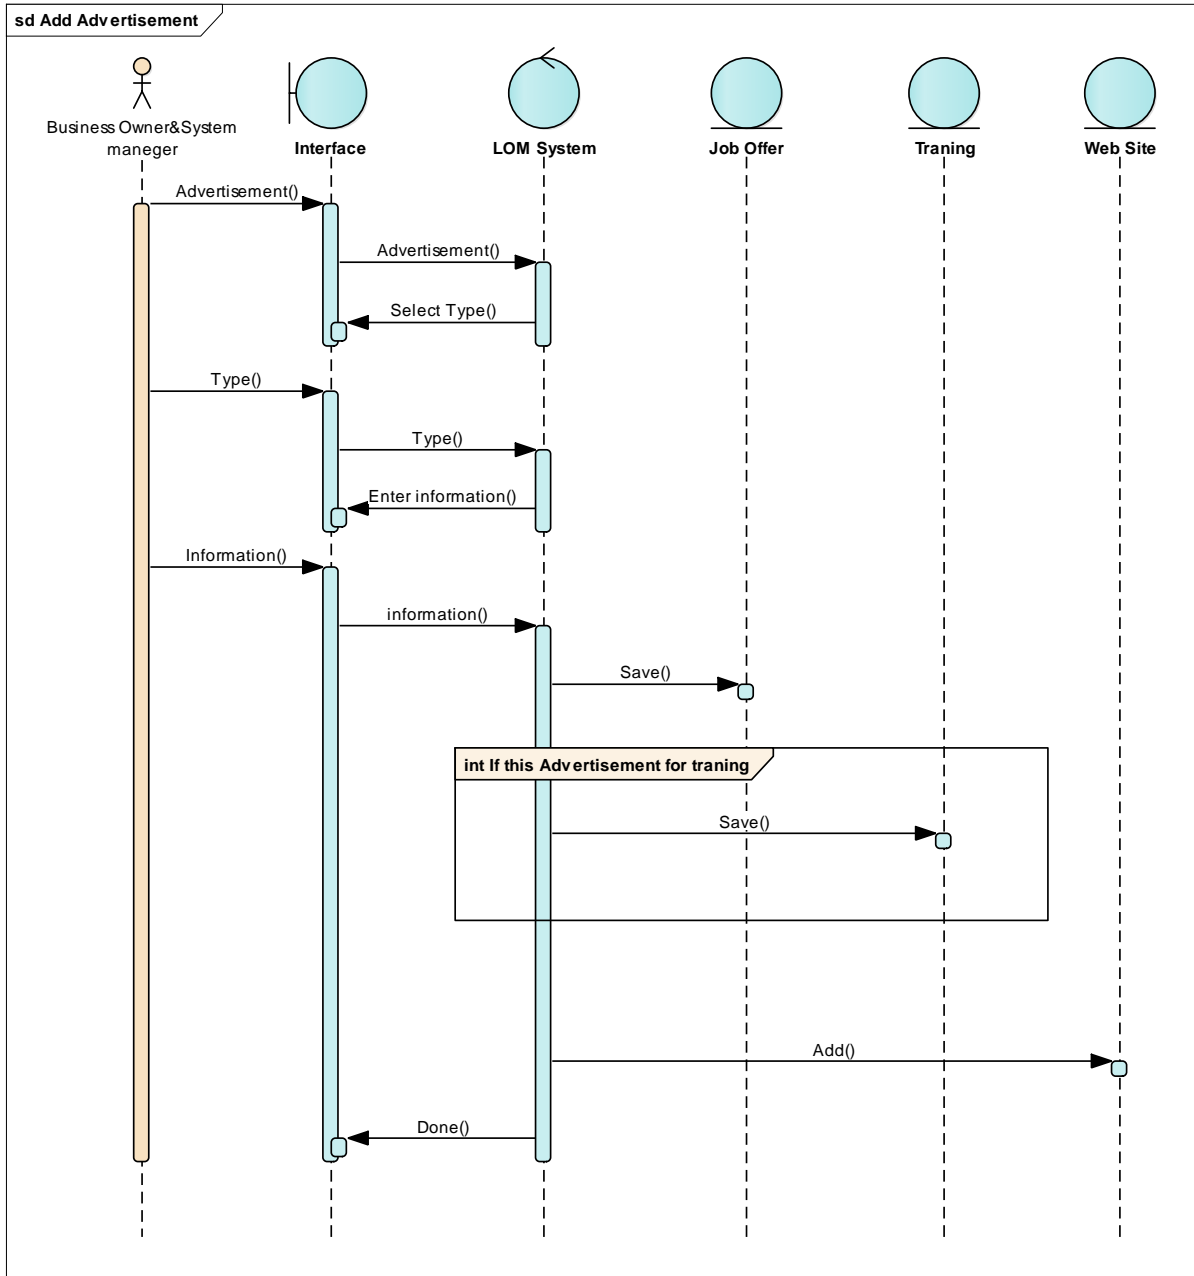 sd Add Advertisement
Business Owner&System
maneger
Interface
LOM System
Job Offer
Traning
Web Site
Advertisement()
Advertisement()
Select Type()
Type()
Type()
Enter information()
Information()
information()
Save()
int If this Advertisement for traning
Save()
Add()
Done()